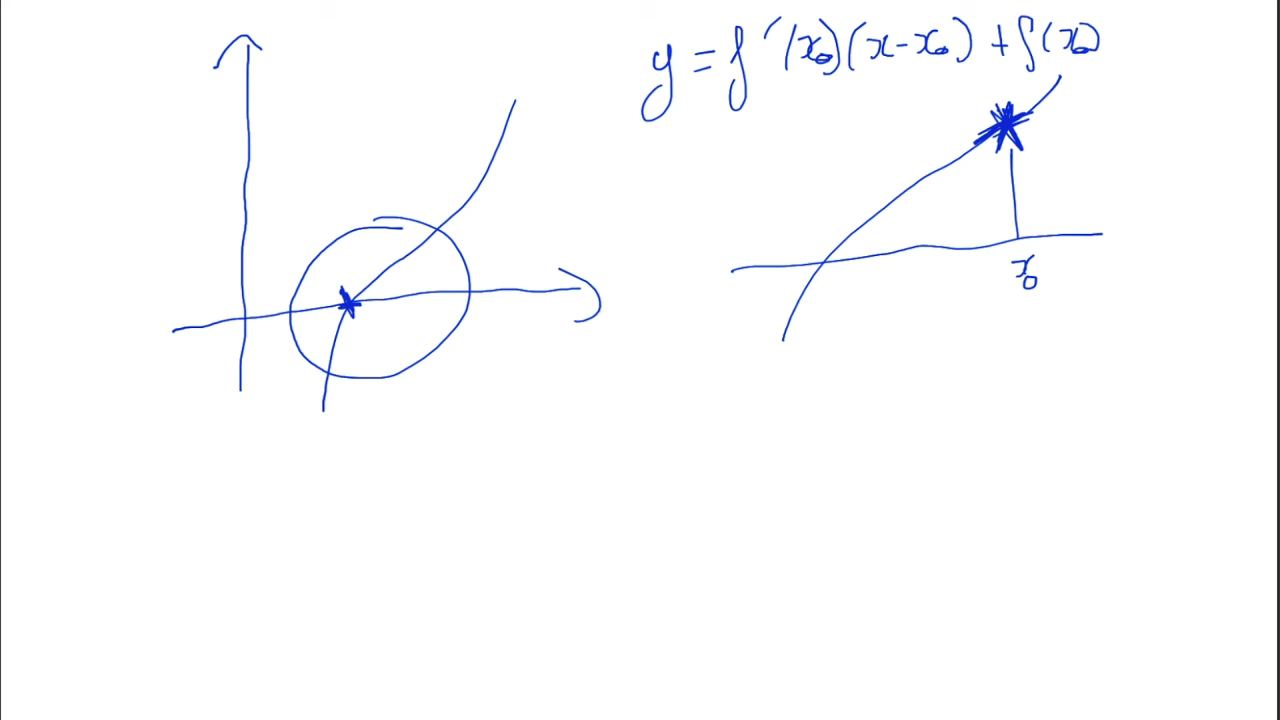 y = f'(x₀)(x-x₀) + f(x₀)
x₀